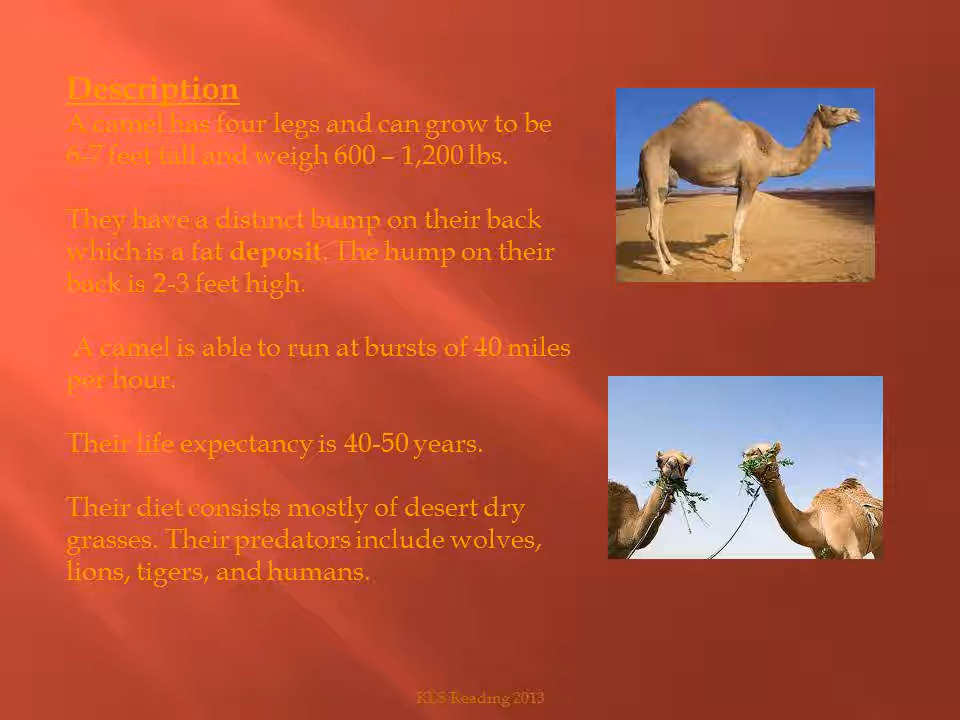 Description
A camel has four legs and can grow to be
6-7 feet tall and weigh 600 – 1,200 lbs.
They have a distinct bump on their back
which is a fat deposit. The hump on their
back is 2-3 feet high.
A camel is able to run at bursts of 40 miles
per hour.
Their life expectancy is 40-50 years.
Their diet consists mostly of desert dry
grasses. Their predators include wolves,
lions, tigers, and humans.
KLS Reading 2013